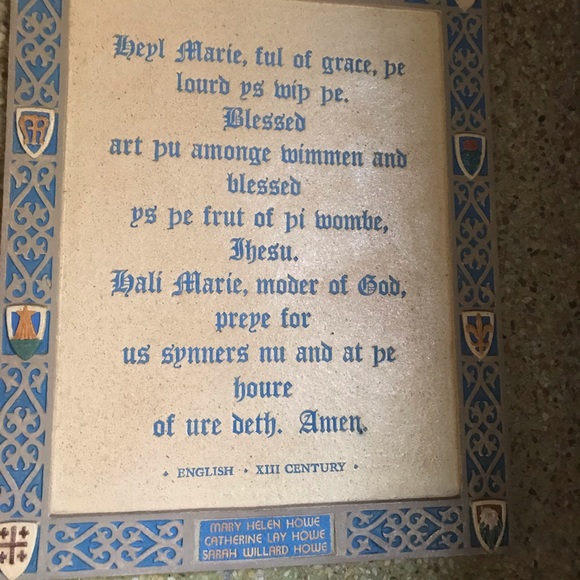 Heyl Marie, ful of grace, þe
lourd ys wiþ þe.
Blessed
art þu amonge wimmen and
blessed
ys þe frut of þi wombe,
Ihesu.
Hali Marie, moder of God,
preye for
us synners nu and at þe
houre
of ure deth. Amen.
• ENGLISH • XIII CENTURY •
MARY HELEN HOWE
CATHERINE LAY HOWE
SARAH WILLARD HOWE